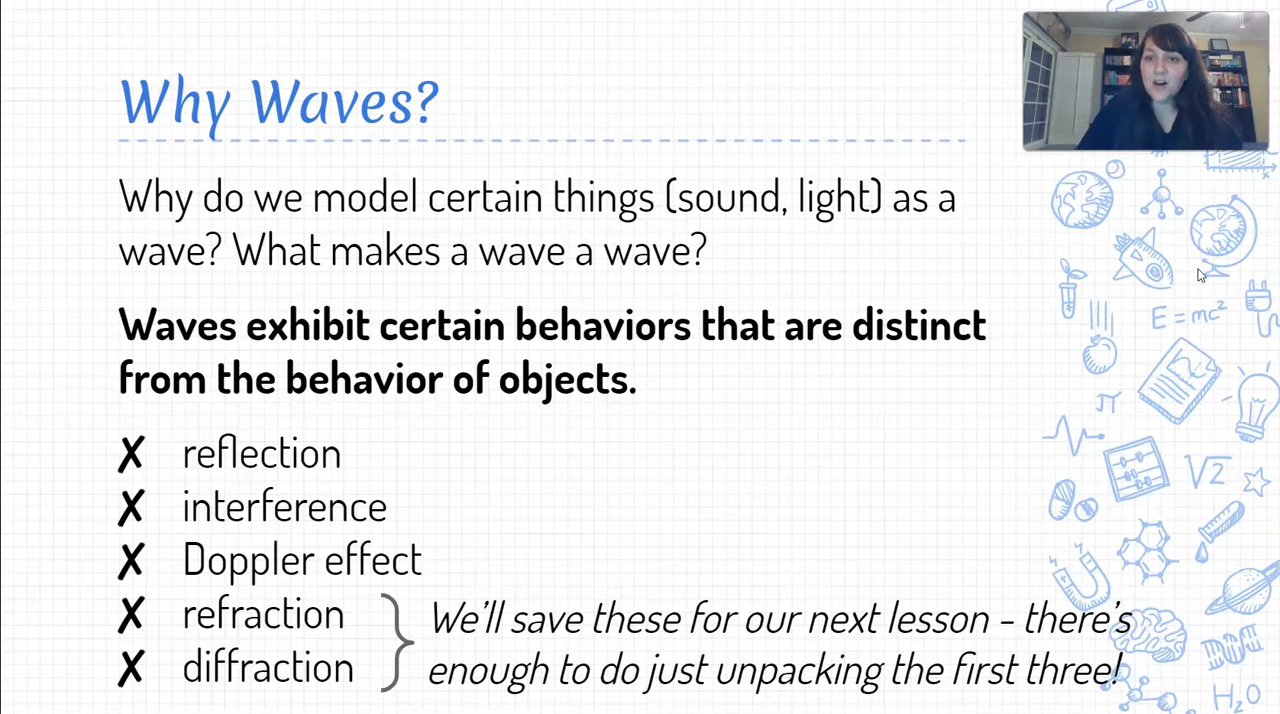 Why Waves?
Why do we model certain things (sound, light) as a
wave? What makes a wave a wave?
Waves exhibit certain behaviors that are distinct
from the behavior of objects.
✗ reflection
✗ interference
✗ Doppler effect
✗ refraction
✗ diffraction
We'll save these for our next lesson - there's
enough to do just unpacking the first three!
E=mc²
π
√2
H₂O